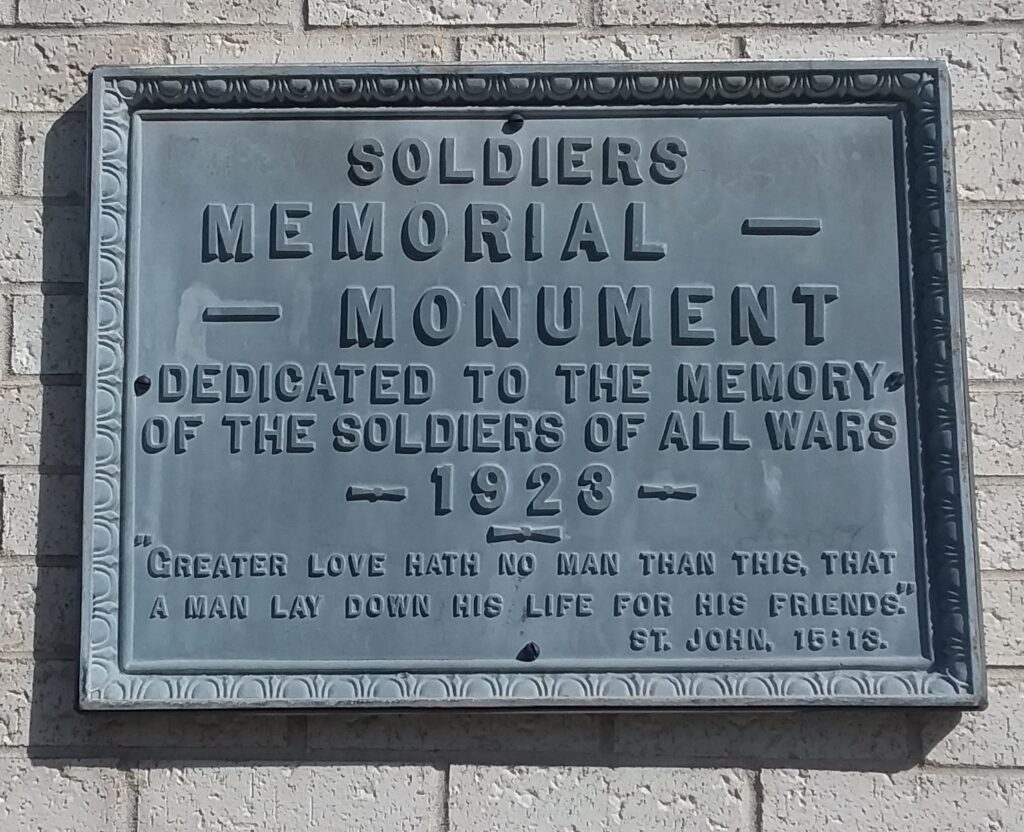 SOLDIERS
MEMORIAL —
— MONUMENT
DEDICATED TO THE MEMORY
OF THE SOLDIERS OF ALL WARS
1923
"GREATER LOVE HATH NO MAN THAN THIS, THAT
A MAN LAY DOWN HIS LIFE FOR HIS FRIENDS."
ST. JOHN, 15:13.